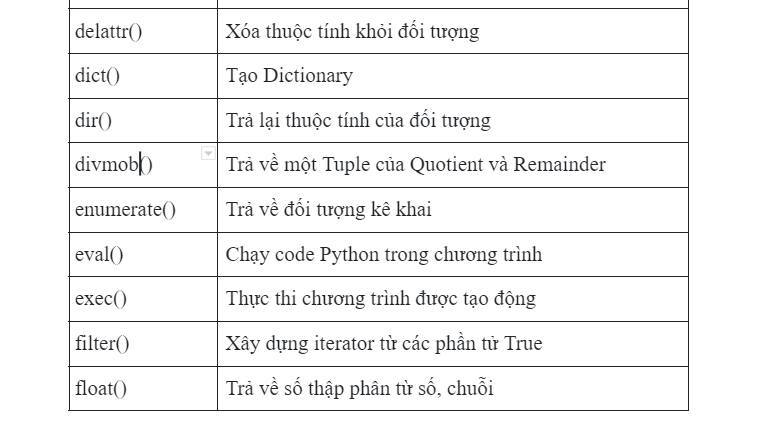 delattr() Xóa thuộc tính khỏi đối tượng
dict() Tạo Dictionary
dir() Trả lại thuộc tính của đối tượng
divmob() Trả về một Tuple của Quotient và Remainder
enumerate() Trả về đối tượng kê khai
eval() Chạy code Python trong chương trình
exec() Thực thi chương trình được tạo động
filter() Xây dựng iterator từ các phần tử True
float() Trả về số thập phân từ số, chuỗi